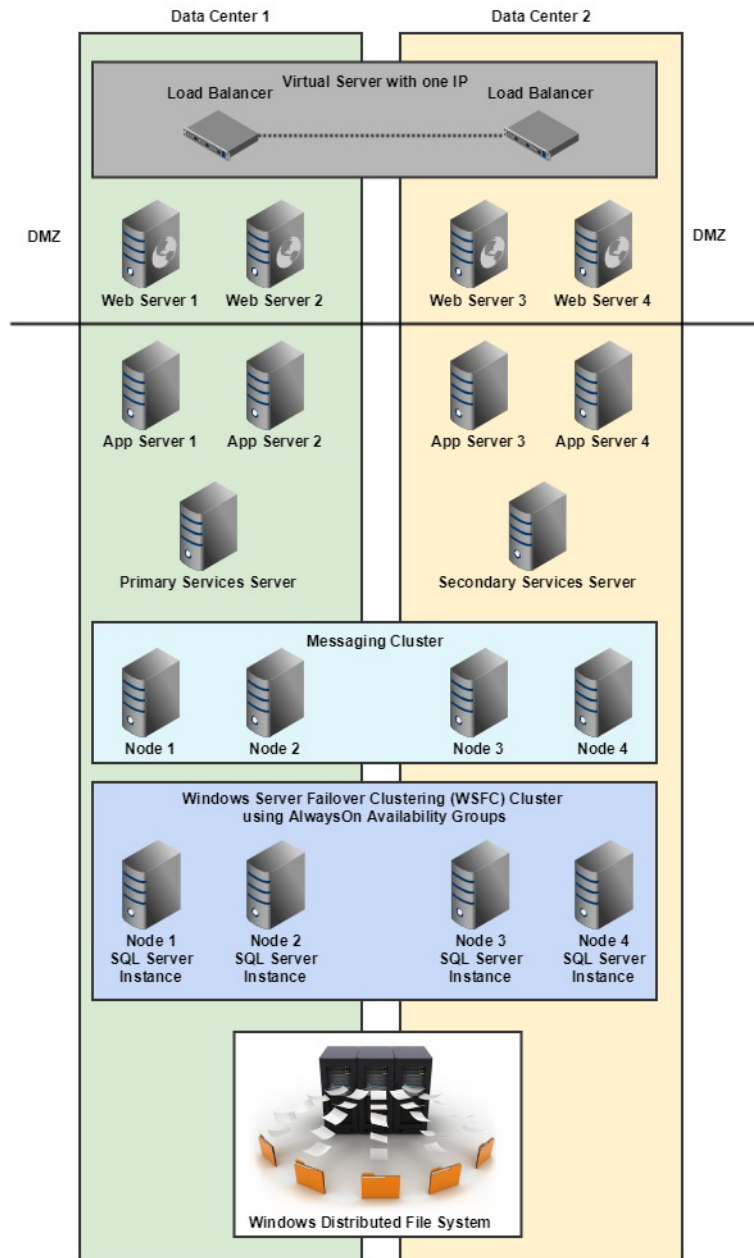 Data Center 1
Data Center 2
Virtual Server with one IP
Load Balancer
Load Balancer
DMZ
DMZ
Web Server 1
Web Server 2
Web Server 3
Web Server 4
App Server 1
App Server 2
App Server 3
App Server 4
Primary Services Server
Secondary Services Server
Messaging Cluster
Node 1
Node 2
Node 3
Node 4
Windows Server Failover Clustering (WSFC) Cluster
using AlwaysOn Availability Groups
Node 1
SQL Server
Instance
Node 2
SQL Server
Instance
Node 3
SQL Server
Instance
Node 4
SQL Server
Instance
Windows Distributed File System